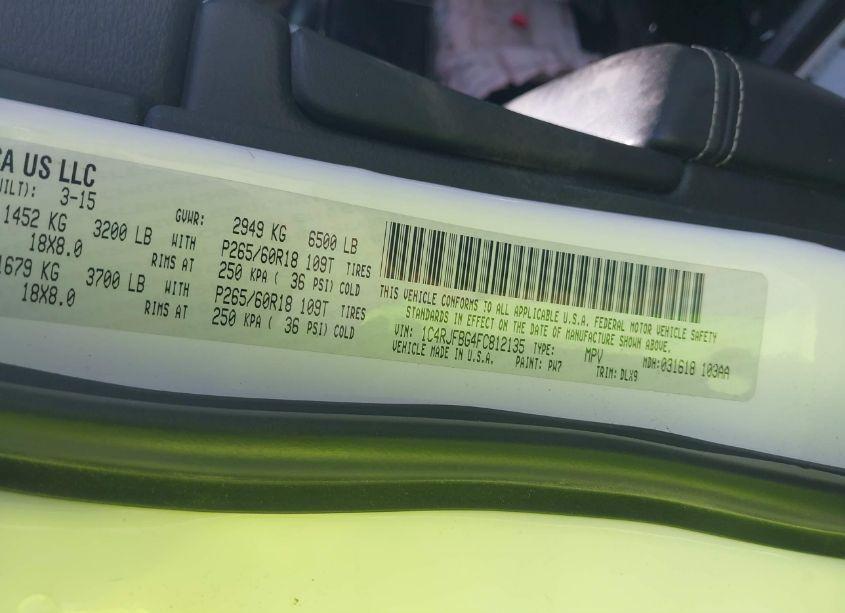 CA US LLC
UILT): 3-15
GVWR: 2949 KG 6500 LB
1452 KG 3200 LB WITH P265/60R18 109T TIRES
18X8.0 RIMS AT 250 KPA ( 36 PSI) COLD
1679 KG 3700 LB WITH P265/60R18 109T TIRES
18X8.0 RIMS AT 250 KPA ( 36 PSI) COLD
THIS VEHICLE CONFORMS TO ALL APPLICABLE U.S.A. FEDERAL MOTOR VEHICLE SAFETY
STANDARDS IN EFFECT ON THE DATE OF MANUFACTURE SHOWN ABOVE.
VIN: 1C4RJFBG4FC812135 TYPE: MPV MDH:031618 103AA
VEHICLE MADE IN U.S.A. PAINT: PW7 TRIM: DLX9